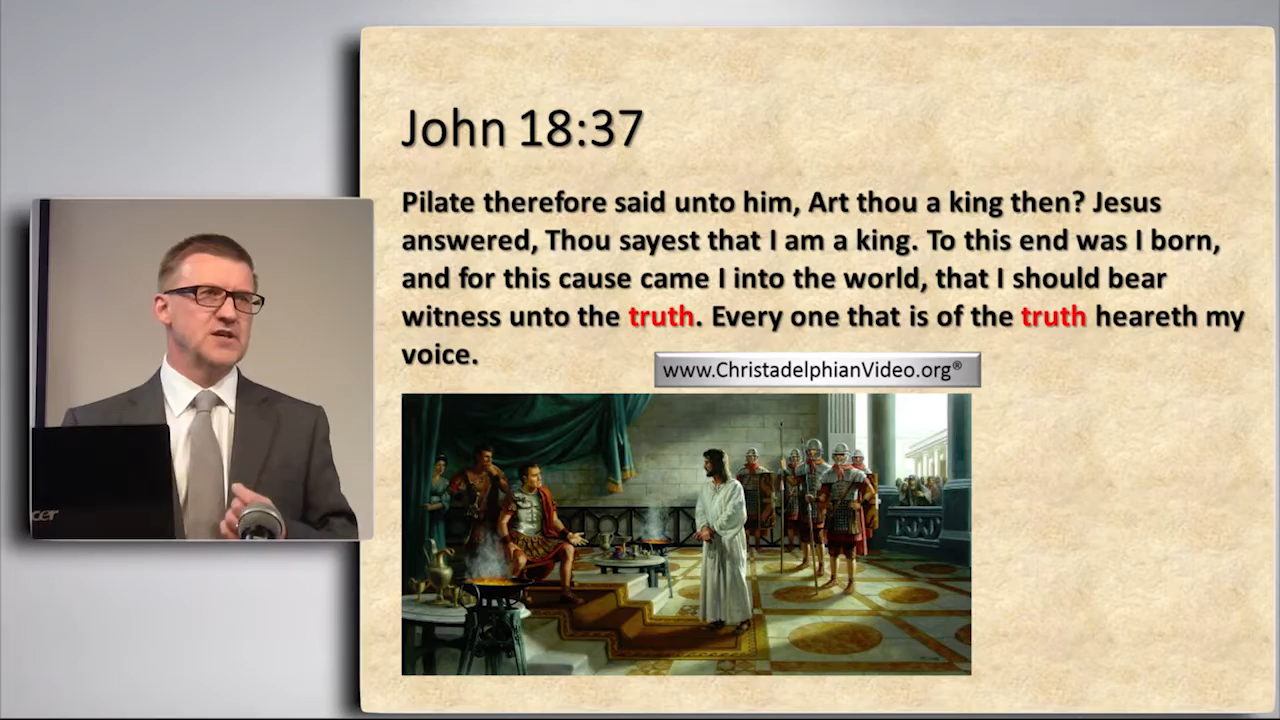 John 18:37
Pilate therefore said unto him, Art thou a king then? Jesus
answered, Thou sayest that I am a king. To this end was I born,
and for this cause came I into the world, that I should bear
witness unto the truth. Every one that is of the truth heareth my
voice.
www.ChristadelphianVideo.org®
cer